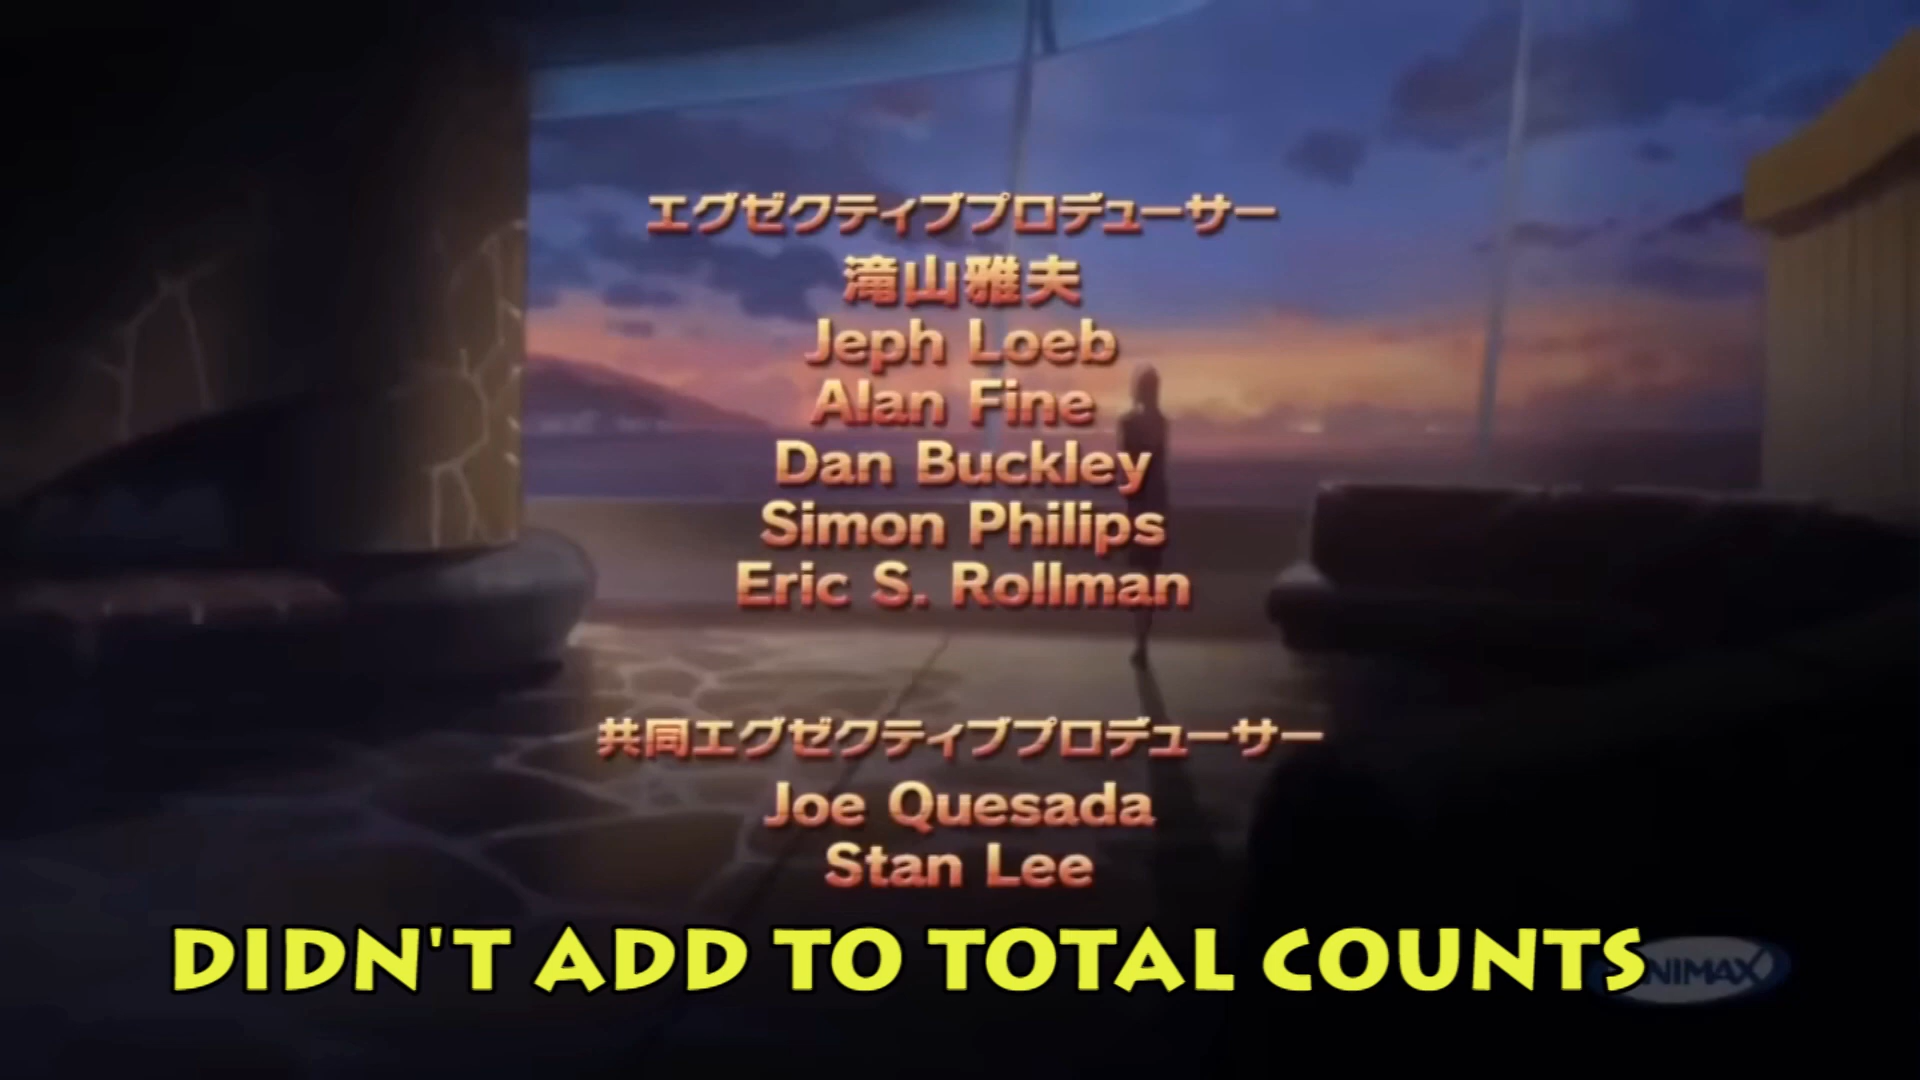 エグゼクティブプロデューサー
滝山雅夫
Jeph Loeb
Alan Fine
Dan Buckley
Simon Philips
Eric S. Rollman
共同エグゼクティブプロデューサー
Joe Quesada
Stan Lee
DIDN'T ADD TO TOTAL COUNTS
ANIMAX